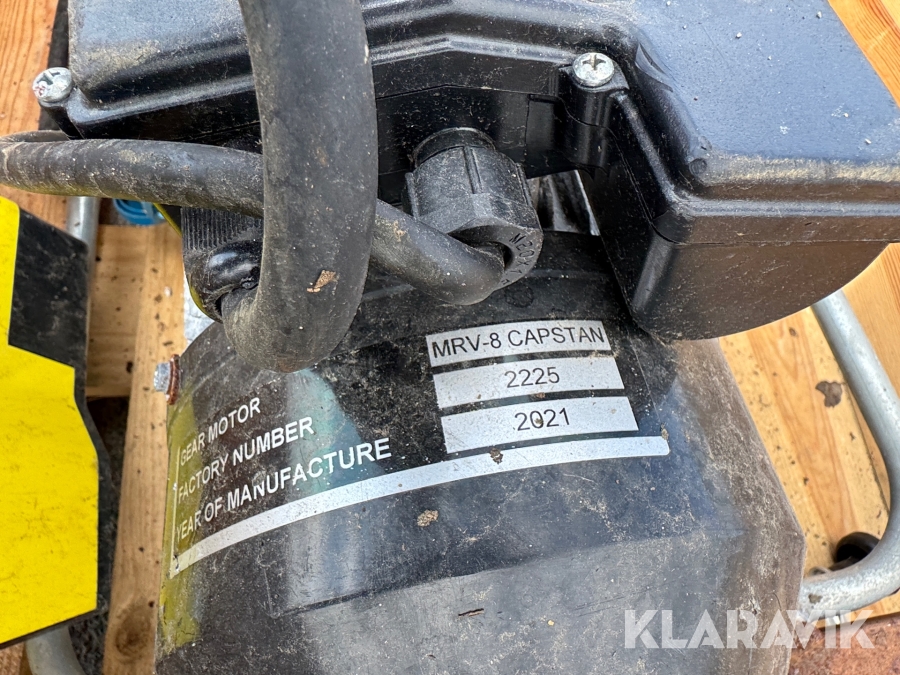 MRV-8 CAPSTAN
2225
2021
GEAR MOTOR
FACTORY NUMBER
YEAR OF MANUFACTURE
KLARAVIK